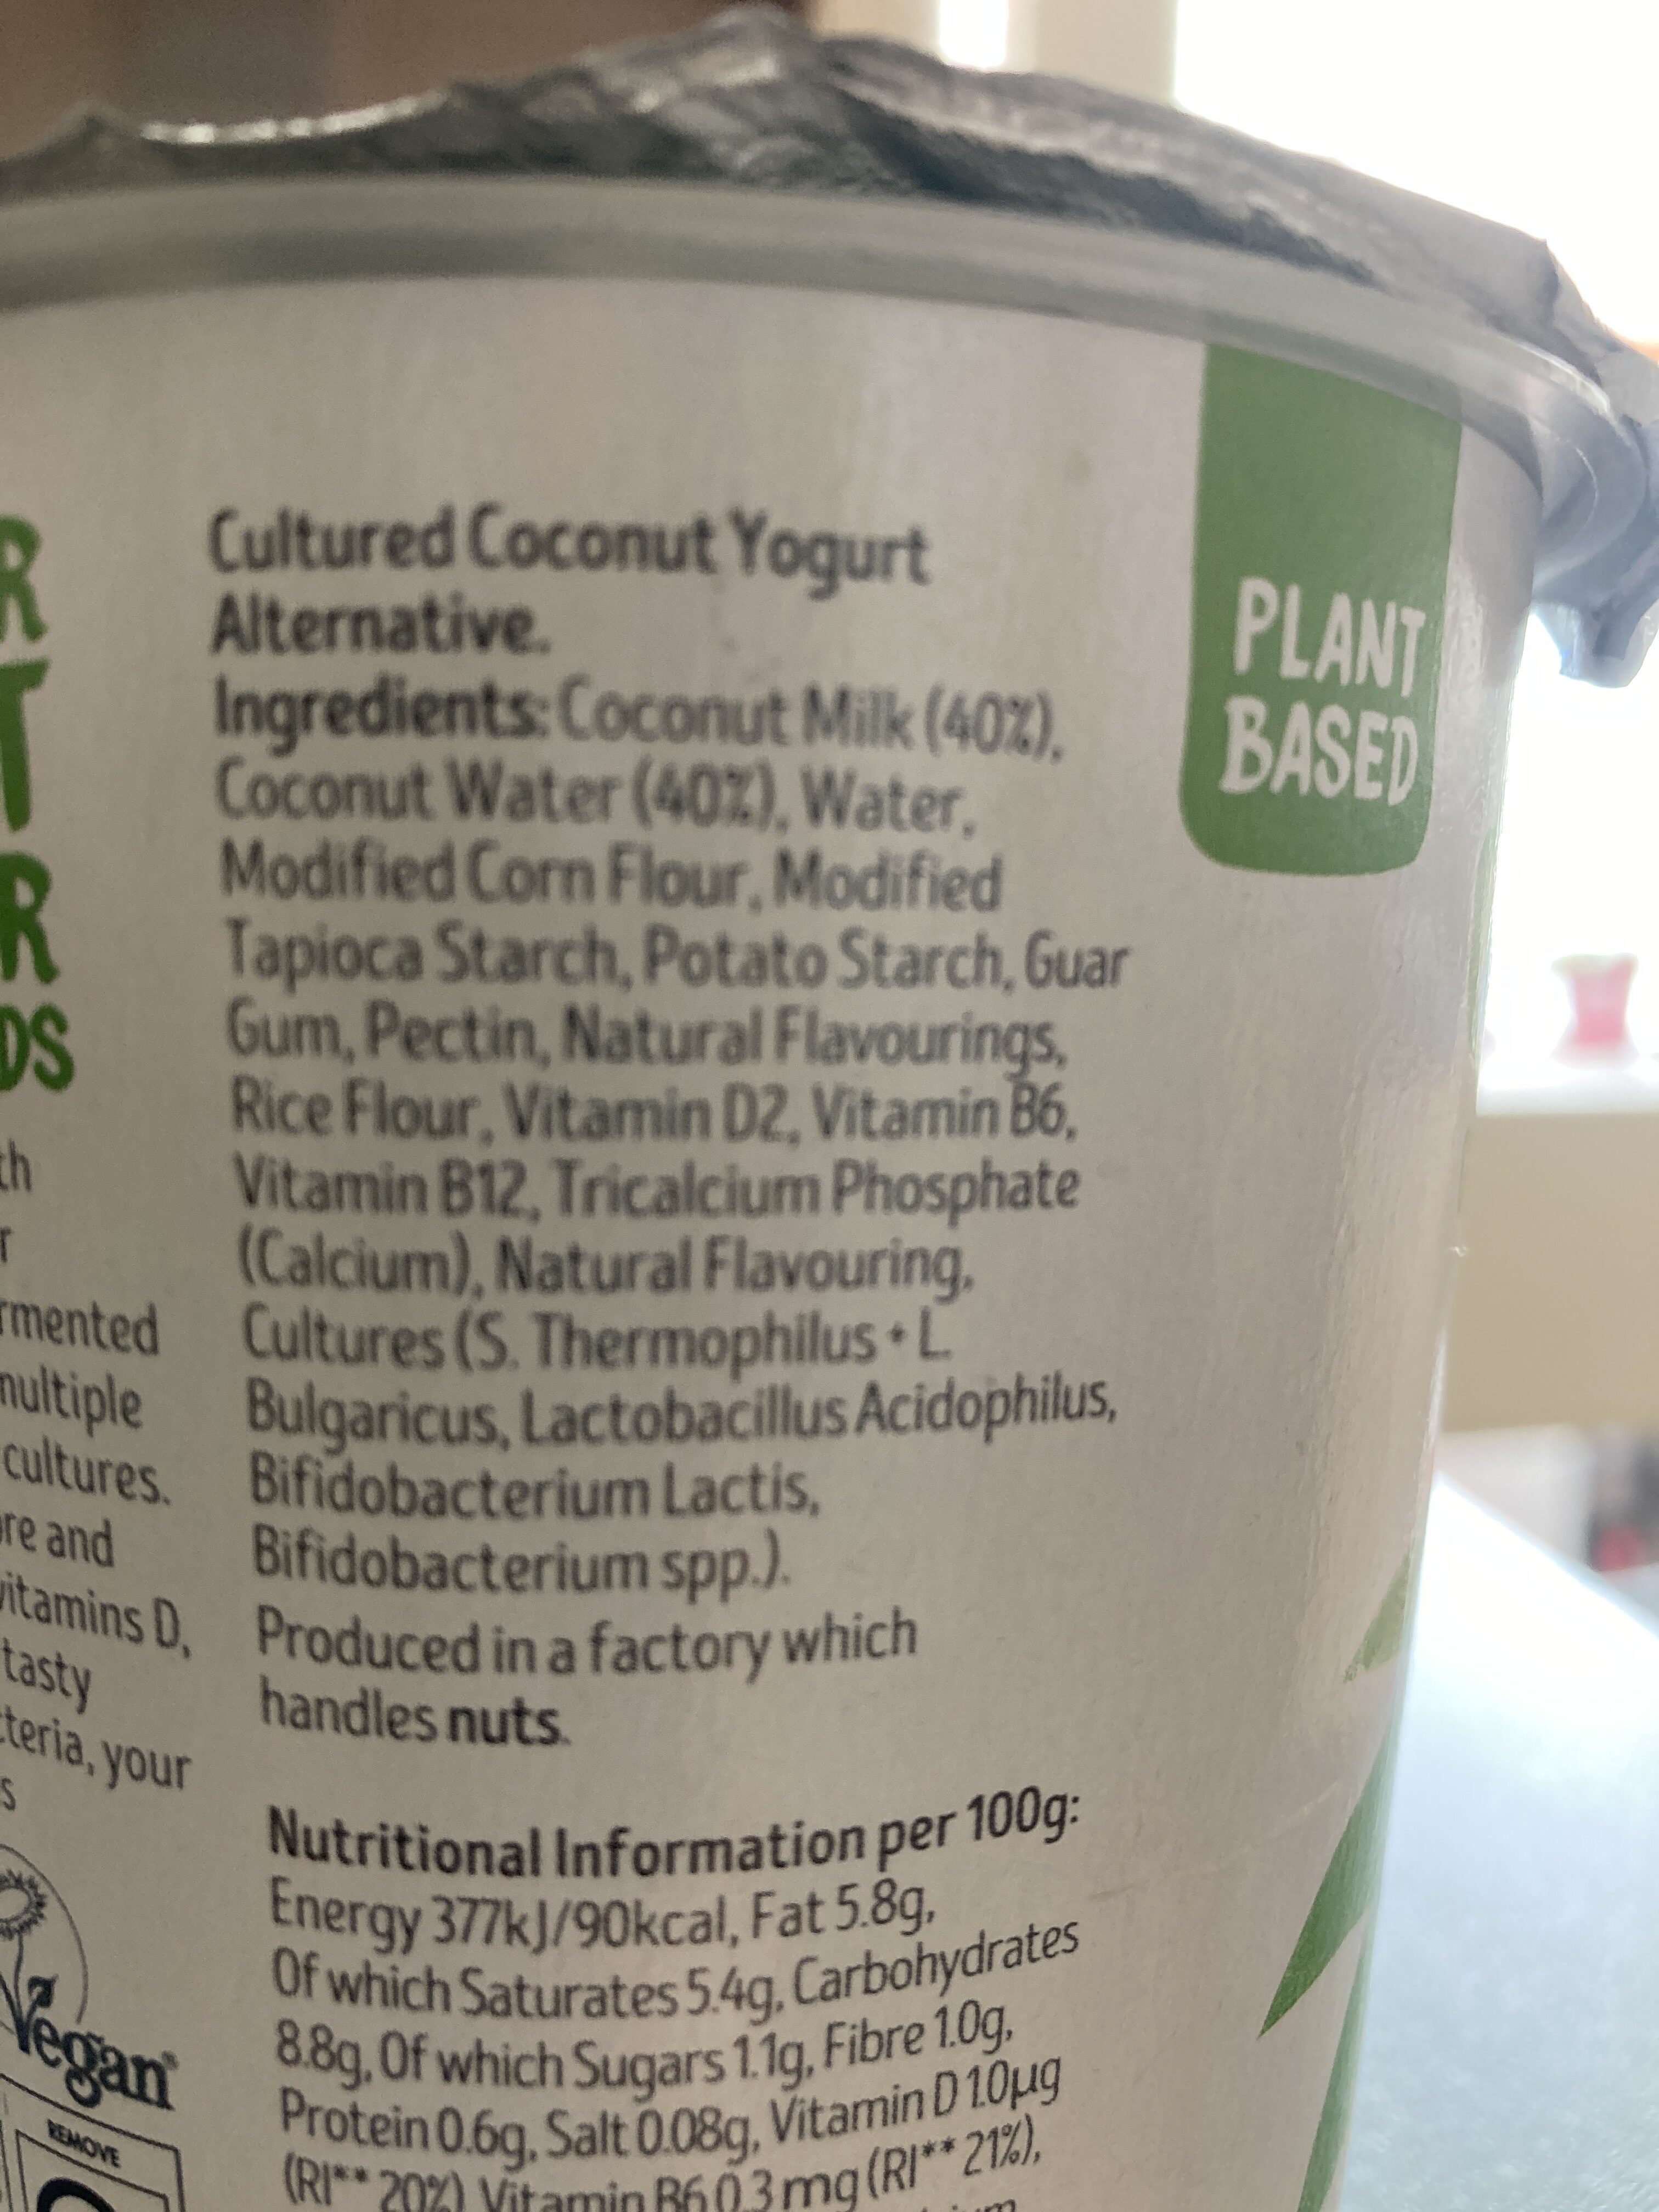 Cultured Coconut Yogurt
Alternative.
Ingredients: Coconut Milk (40%),
Coconut Water (40%), Water,
Modified Corn Flour, Modified
Tapioca Starch, Potato Starch, Guar
Gum, Pectin, Natural Flavourings,
Rice Flour, Vitamin D2, Vitamin B6,
Vitamin B12, Tricalcium Phosphate
(Calcium), Natural Flavouring,
Cultures (S. Thermophilus + L.
Bulgaricus, Lactobacillus Acidophilus,
Bifidobacterium Lactis,
Bifidobacterium spp.).
Produced in a factory which
handles nuts.
Nutritional Information per 100g:
Energy 377kJ/90kcal, Fat 5.8g,
Of which Saturates 5.4g, Carbohydrates
8.8g, Of which Sugars 1.1g, Fibre 1.0g,
Protein 0.6g, Salt 0.08g, Vitamin D 1.0µg
(RI** 20%) Vitamin B6 0.3mg (RI** 21%),
PLANT
BASED
R
T
R
DS
th
r
rmented
multiple
cultures.
re and
vitamins D,
tasty
teria, your
s
Vegan
REMOVE